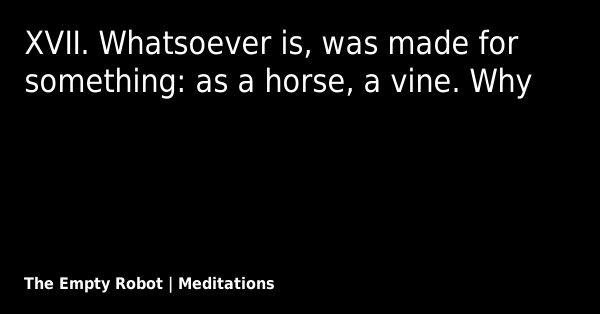 XVII. Whatsoever is, was made for
something: as a horse, a vine. Why
The Empty Robot | Meditations